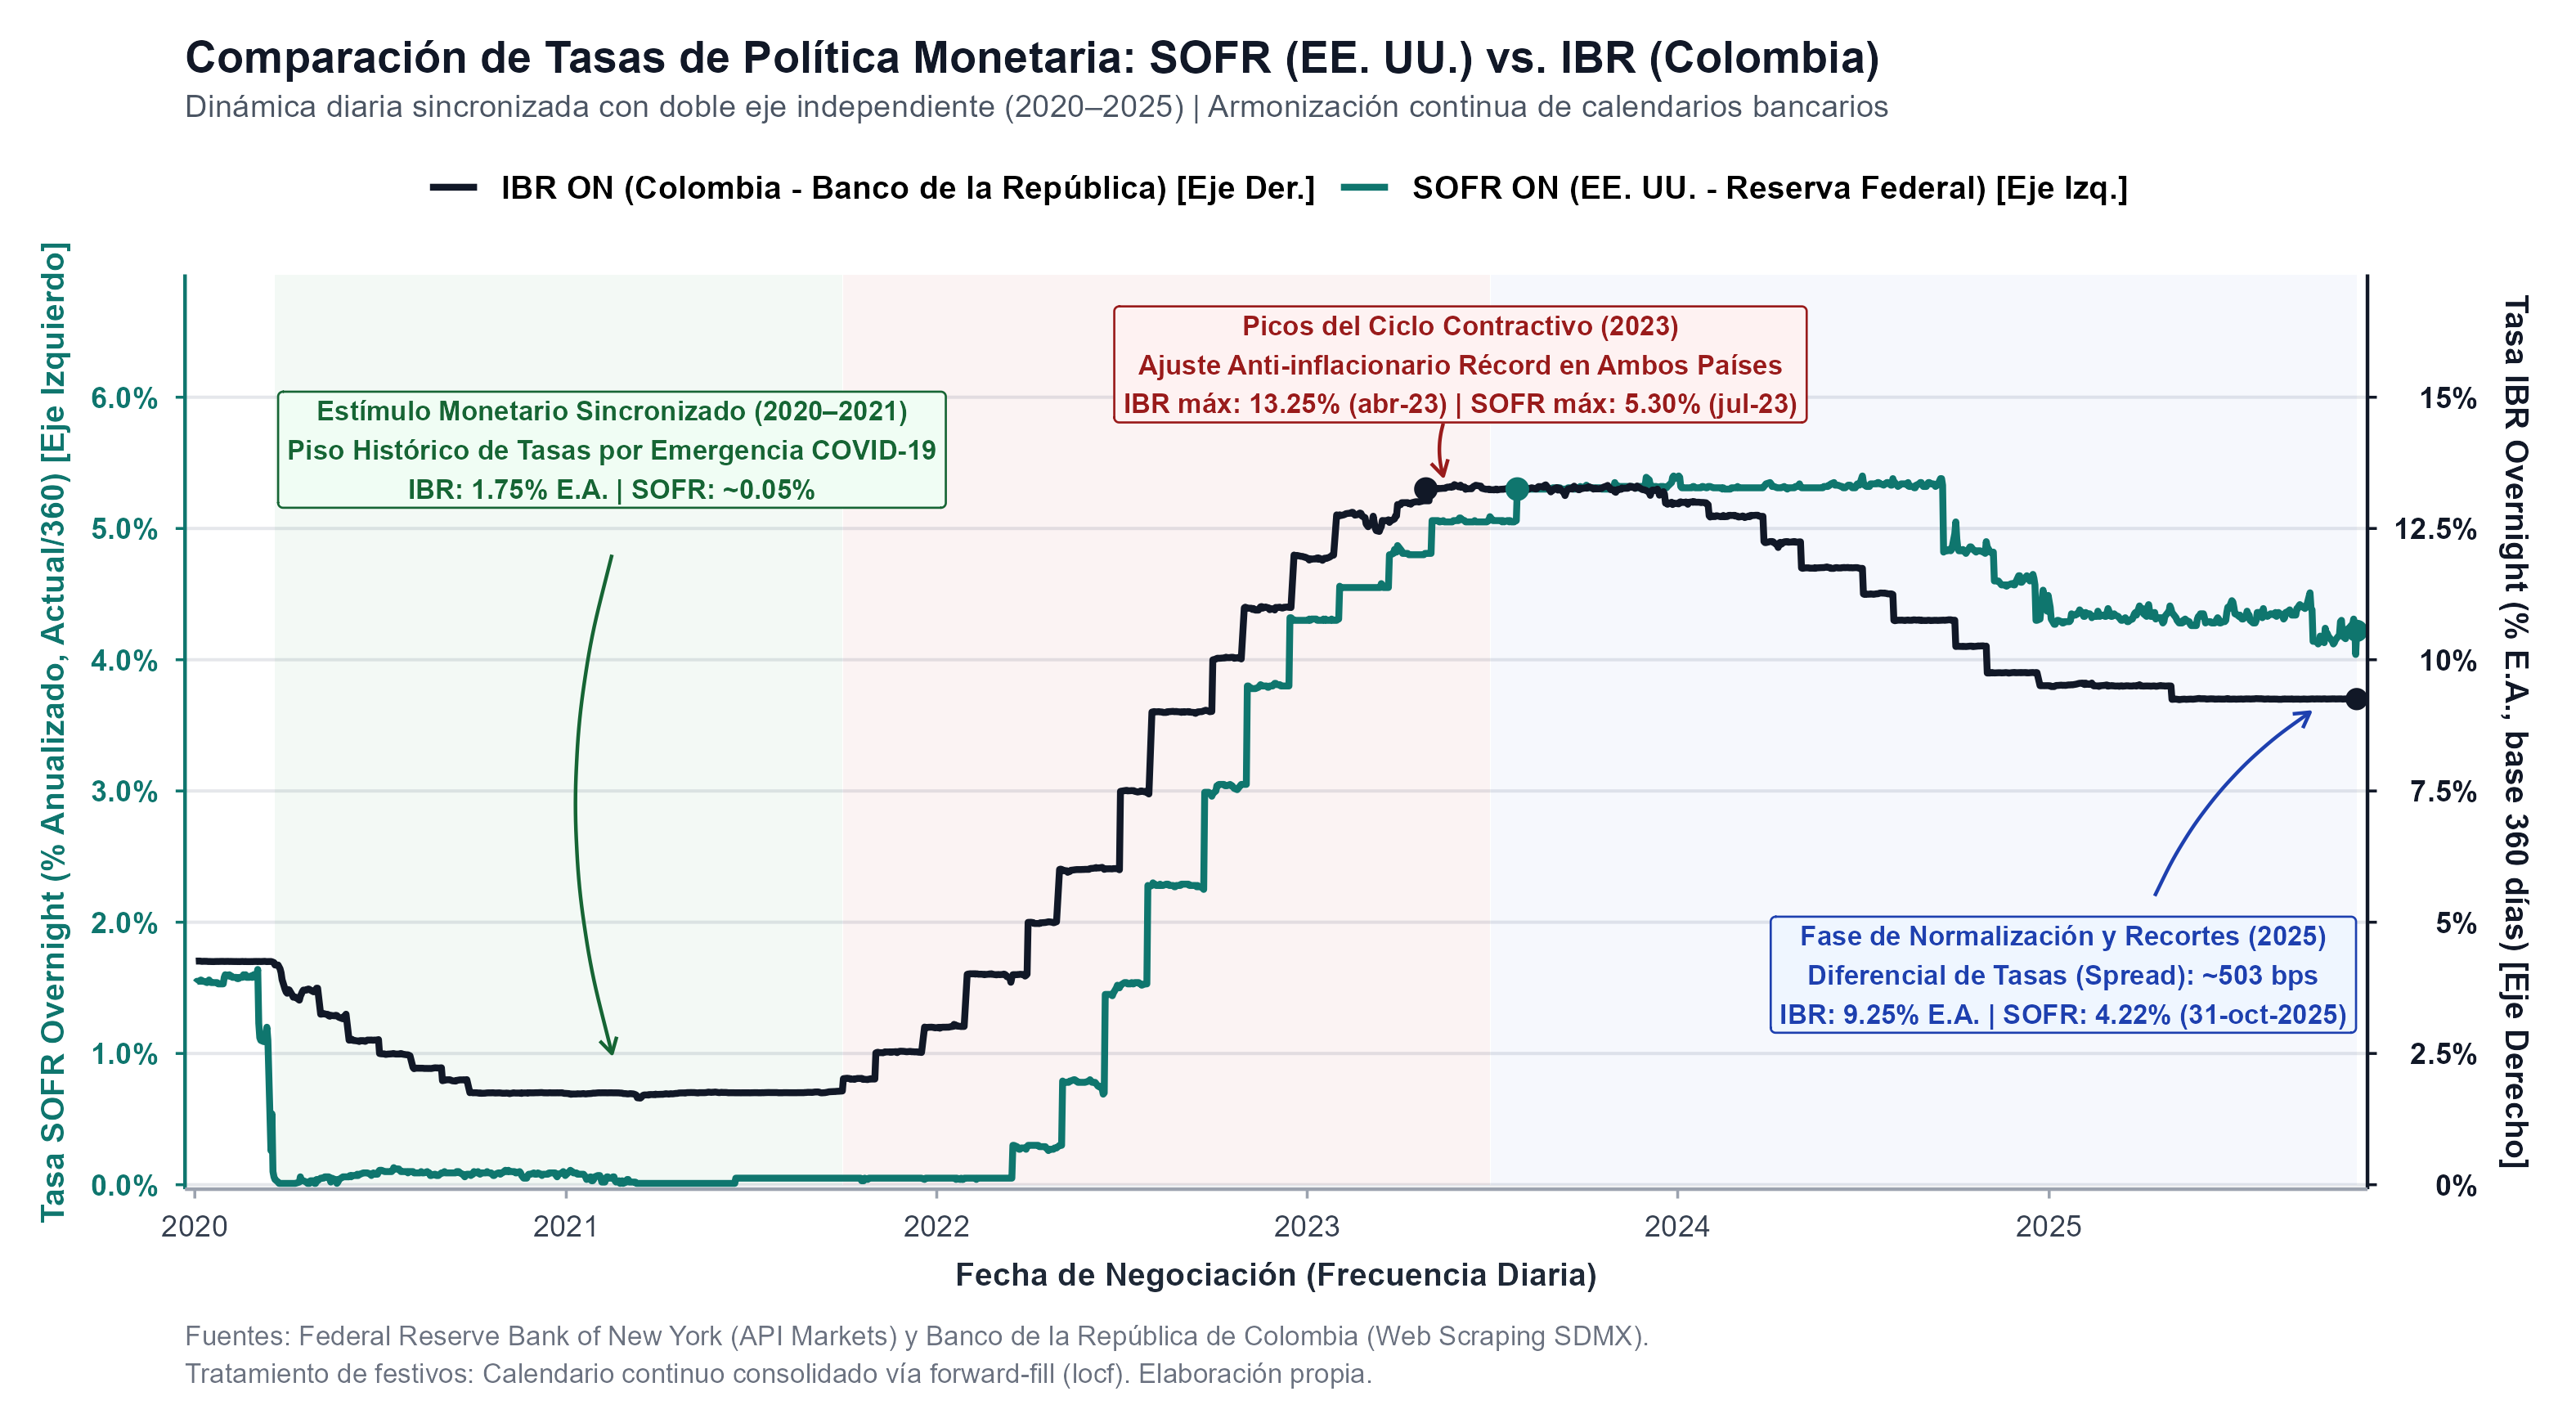 Comparación de Tasas de Política Monetaria: SOFR (EE. UU.) vs. IBR (Colombia)
Dinámica diaria sincronizada con doble eje independiente (2020–2025) | Armonización continua de calendarios bancarios
IBR ON (Colombia - Banco de la República) [Eje Der.]
SOFR ON (EE. UU. - Reserva Federal) [Eje Izq.]
Tasa SOFR Overnight (% Anualizado, Actual/360) [Eje Izquierdo]
6.0%
5.0%
4.0%
3.0%
2.0%
1.0%
0.0%
Estímulo Monetario Sincronizado (2020–2021)
Piso Histórico de Tasas por Emergencia COVID-19
IBR: 1.75% E.A. | SOFR: ~0.05%
Picos del Ciclo Contractivo (2023)
Ajuste Anti-inflacionario Récord en Ambos Países
IBR máx: 13.25% (abr-23) | SOFR máx: 5.30% (jul-23)
Fase de Normalización y Recortes (2025)
Diferencial de Tasas (Spread): ~503 bps
IBR: 9.25% E.A. | SOFR: 4.22% (31-oct-2025)
15%
12.5%
10%
7.5%
5%
2.5%
0%
Tasa IBR Overnight (% E.A., base 360 días) [Eje Derecho]
2020
2021
2022
2023
2024
2025
Fecha de Negociación (Frecuencia Diaria)
Fuentes: Federal Reserve Bank of New York (API Markets) y Banco de la República de Colombia (Web Scraping SDMX).
Tratamiento de festivos: Calendario continuo consolidado vía forward-fill (locf). Elaboración propia.